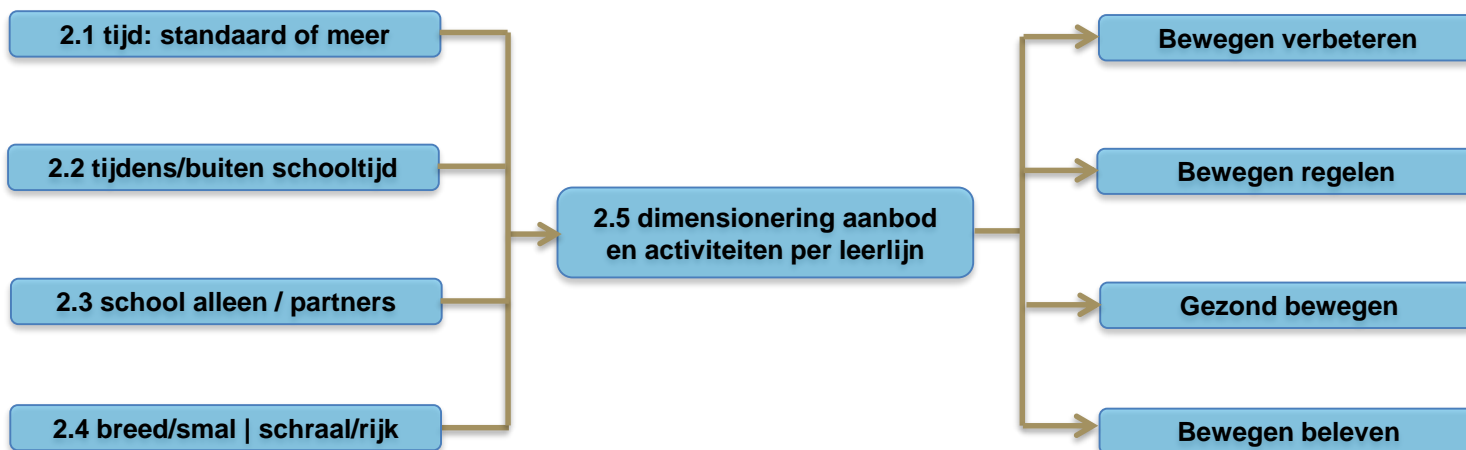 2.1 tijd: standaard of meer
2.2 tijdens/buiten schooltijd
2.3 school alleen / partners
2.4 breed/smal | schraal/rijk
2.5 dimensionering aanbod
en activiteiten per leerlijn
Bewegen verbeteren
Bewegen regelen
Gezond bewegen
Bewegen beleven